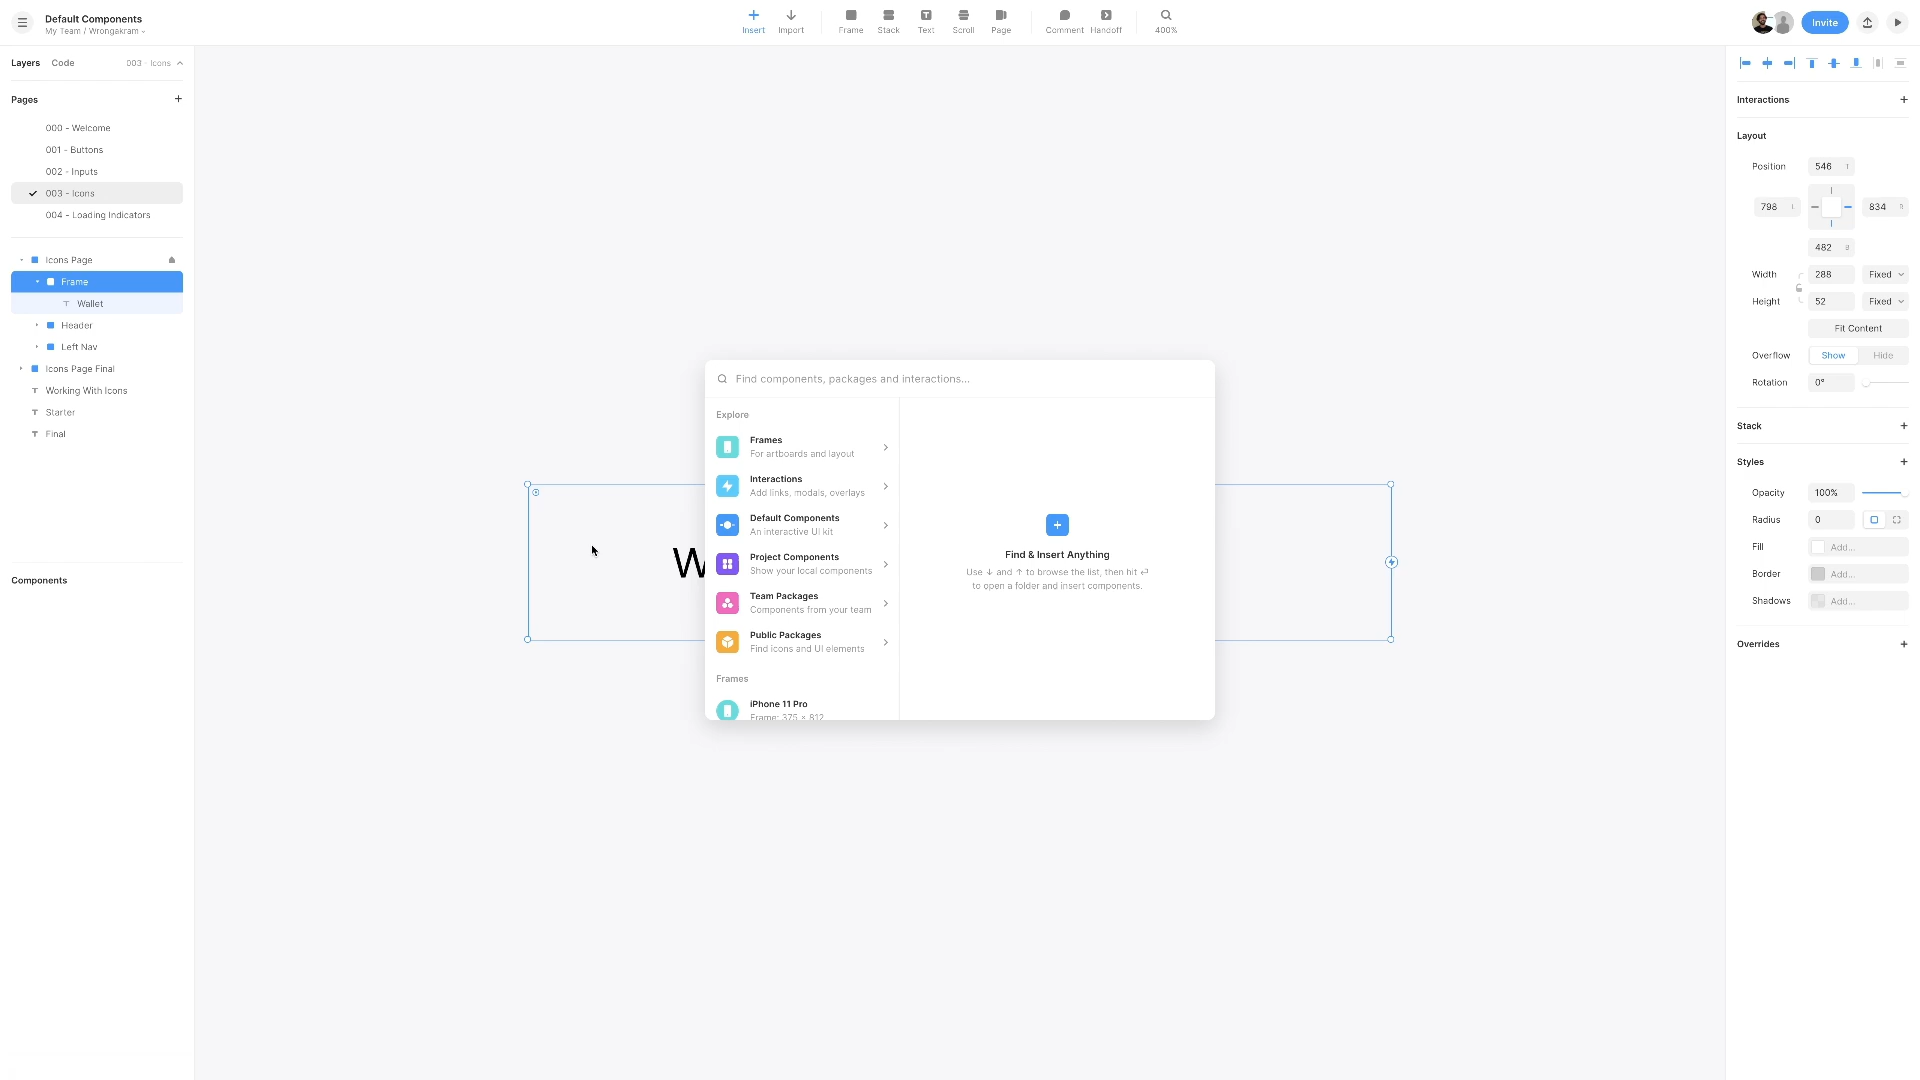 Default Components
My Team / Wrongakram
Insert
Import
Frame
Stack
Text
Scroll
Page
Comment
Handoff
400%
Invite
Layers
Code
003 - Icons
Pages
000 - Welcome
001 - Buttons
002 - Inputs
003 - Icons
004 - Loading Indicators
Icons Page
Frame
Wallet
Header
Left Nav
Icons Page Final
Working With Icons
Starter
Final
Components
W
Find components, packages and interactions...
Explore
Frames
For artboards and layout
Interactions
Add links, modals, overlays
Default Components
An interactive UI kit
Project Components
Show your local components
Team Packages
Components from your team
Public Packages
Find icons and UI elements
Frames
iPhone 11 Pro
Frame: 375 × 812
Find & Insert Anything
Use ↓ and ↑ to browse the list, then hit ↵
to open a folder and insert components.
Interactions
Layout
Position
546 T
798 L
834 R
482 B
Width
288
Fixed
Height
52
Fixed
Fit Content
Overflow
Show
Hide
Rotation
0°
Stack
Styles
Opacity
100%
Radius
0
Fill
Add...
Border
Add...
Shadows
Add...
Overrides